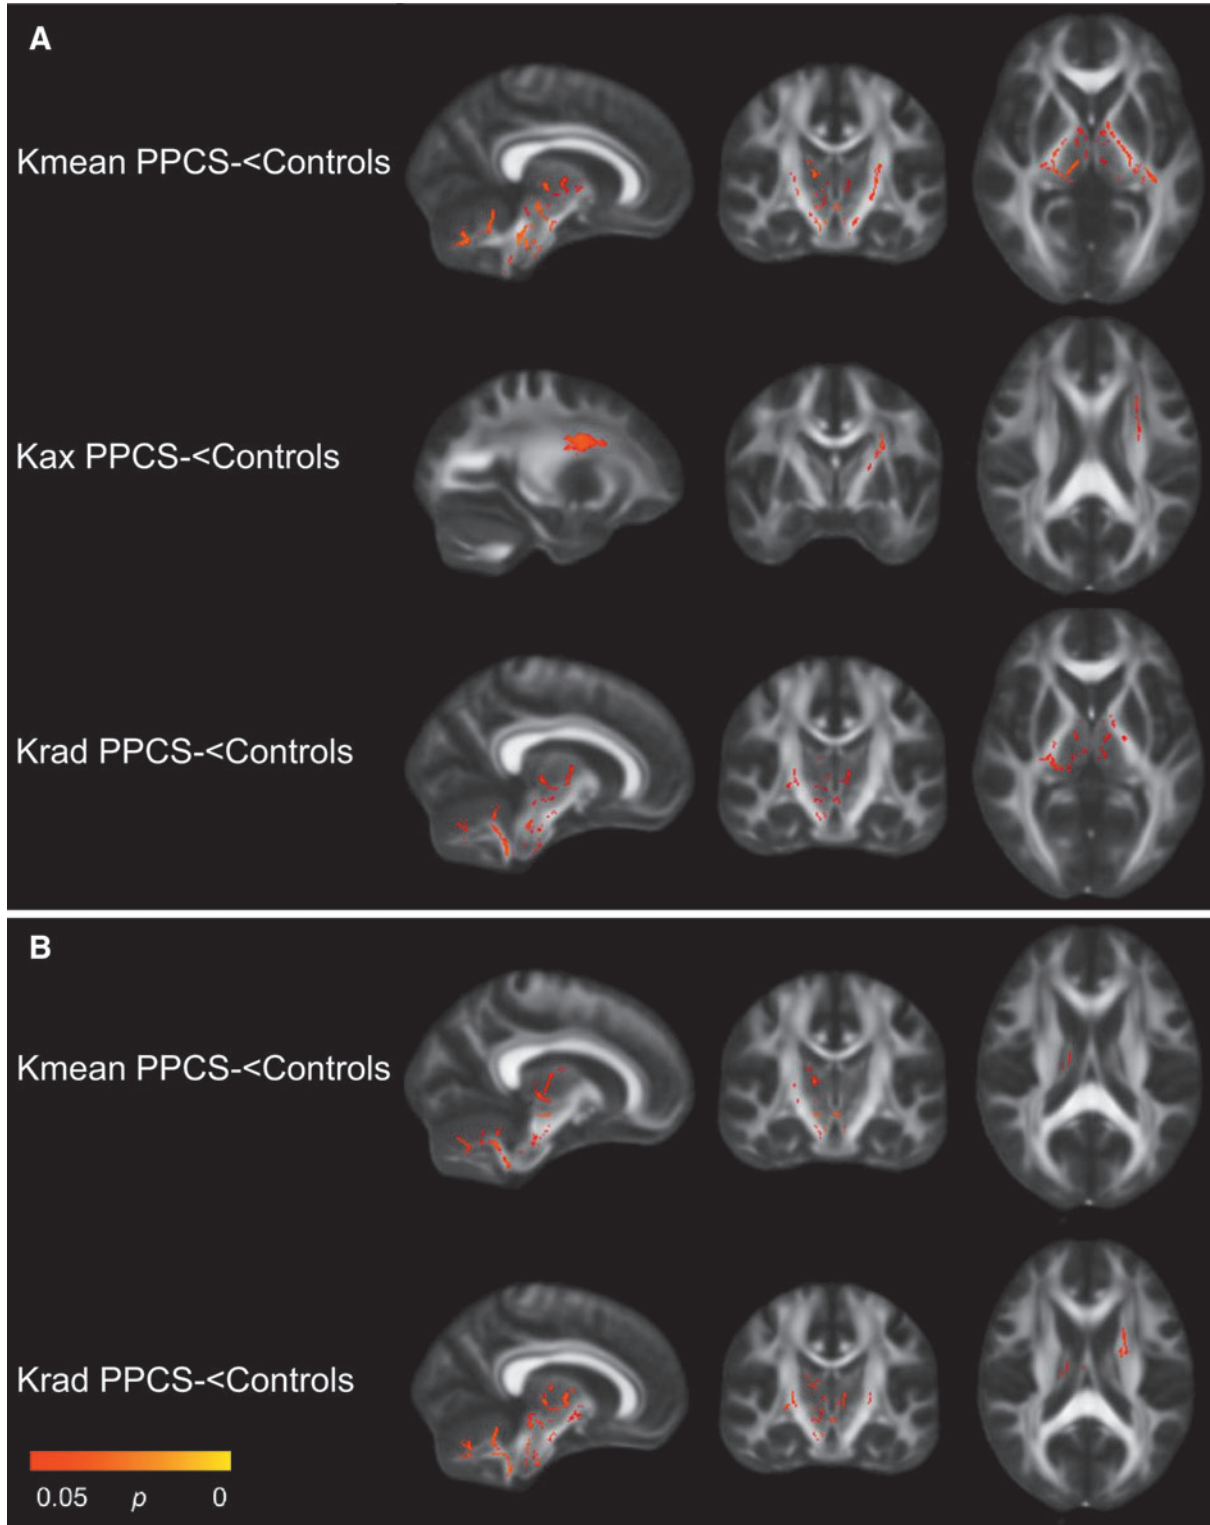 A
Kmean PPCS-<Controls
Kax PPCS-<Controls
Krad PPCS-<Controls
B
Kmean PPCS-<Controls
Krad PPCS-<Controls
0.05 p 0